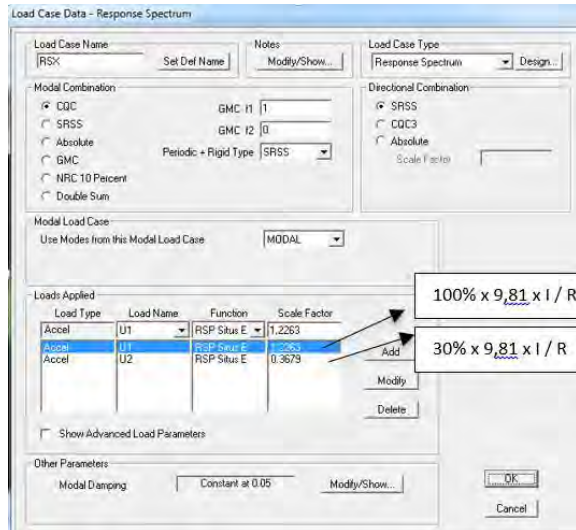 Load Case Data - Response Spectrum
Load Case Name
RSX
Set Def Name
Notes
Modify/Show...
Load Case Type
Response Spectrum
Design...
Modal Combination
CQC
SRSS
Absolute
GMC
NRC 10 Percent
Double Sum
GMC f1 1
GMC f2 0.
Periodic + Rigid Type SRSS
Directional Combination
SRSS
CQC3
Absolute
Scale Factor
Modal Load Case
Use Modes from this Modal Load Case MODAL
Loads Applied
Load Type Load Name Function Scale Factor
Accel U1 RSP Situs E 1,2263
Accel U1 RSP Situs E 1.2263
Accel U2 RSP Situs E 0.3679
Add
Modify
Delete
100% x 9,81 x I / R
30% x 9,81 x I / R
Show Advanced Load Parameters
Other Parameters
Modal Damping Constant at 0.05 Modify/Show...
OK
Cancel